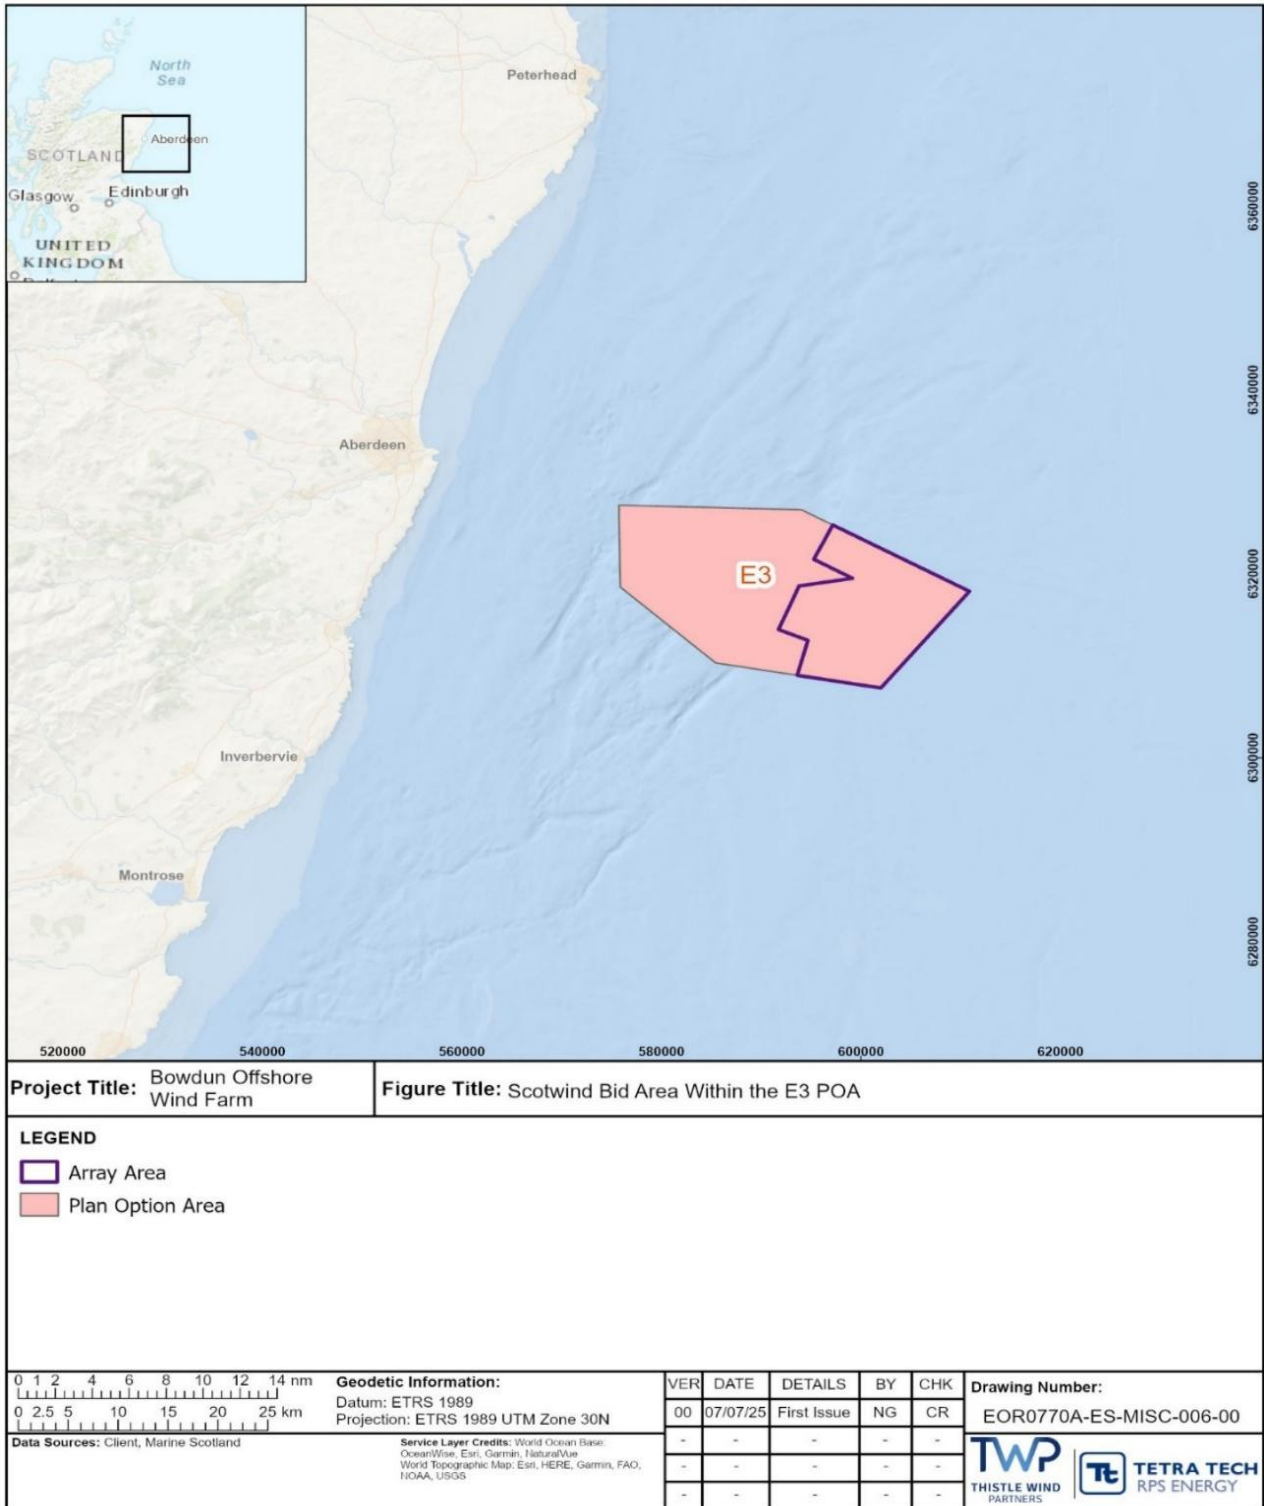 North
Sea
Aberdeen
SCOTLAND
Glasgow
Edinburgh
UNITED
KINGDOM
Peterhead
Aberdeen
E3
Inverbervie
Montrose
6360000
6340000
6320000
6300000
6280000
520000 540000 560000 580000 600000 620000
Project Title: Bowdun Offshore
Wind Farm
Figure Title: Scotwind Bid Area Within the E3 POA
LEGEND
Array Area
Plan Option Area
0 1 2 4 6 8 10 12 14 nm
0 2.5 5 10 15 20 25 km
Geodetic Information:
Datum: ETRS 1989
Projection: ETRS 1989 UTM Zone 30N
Data Sources: Client, Marine Scotland
Service Layer Credits: World Ocean Base:
OceanWise, Esri, Garmin, NaturalVue
World Topographic Map: Esri, HERE, Garmin, FAO,
NOAA, USGS
VER DATE DETAILS BY CHK
00 07/07/25 First Issue NG CR
- - - - -
- - - - -
- - - - -
Drawing Number:
EOR0770A-ES-MISC-006-00
TWP
THISTLE WIND
PARTNERS
Tt
TETRA TECH
RPS ENERGY